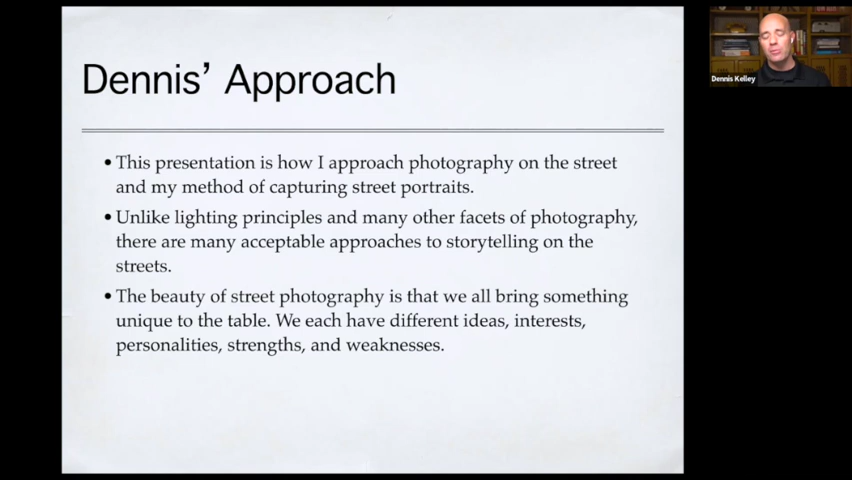 Dennis’ Approach
Dennis Kelley
• This presentation is how I approach photography on the street
and my method of capturing street portraits.
• Unlike lighting principles and many other facets of photography,
there are many acceptable approaches to storytelling on the
streets.
• The beauty of street photography is that we all bring something
unique to the table. We each have different ideas, interests,
personalities, strengths, and weaknesses.